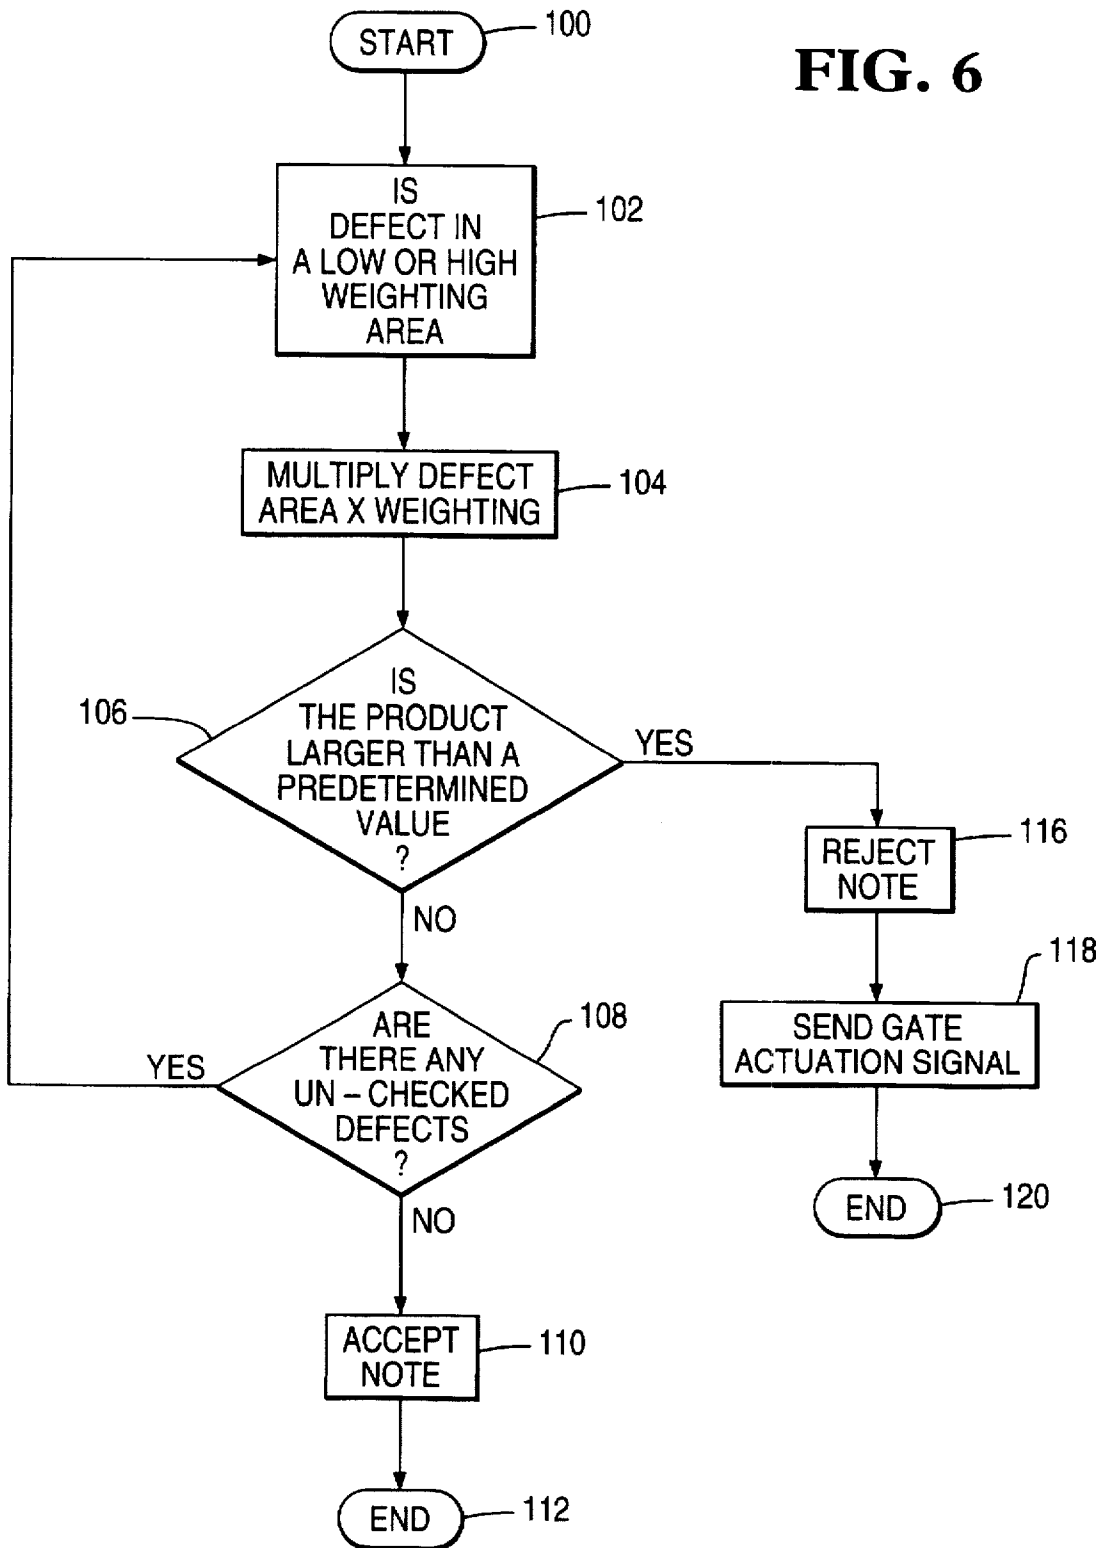 START
100
FIG. 6
IS
DEFECT IN
A LOW OR HIGH
WEIGHTING
AREA
102
MULTIPLY DEFECT
AREA X WEIGHTING
104
106
IS
THE PRODUCT
LARGER THAN A
PREDETERMINED
VALUE
?
YES
NO
REJECT
NOTE
116
SEND GATE
ACTUATION SIGNAL
118
END
120
YES
ARE
THERE ANY
UN – CHECKED
DEFECTS
?
108
NO
ACCEPT
NOTE
110
END
112